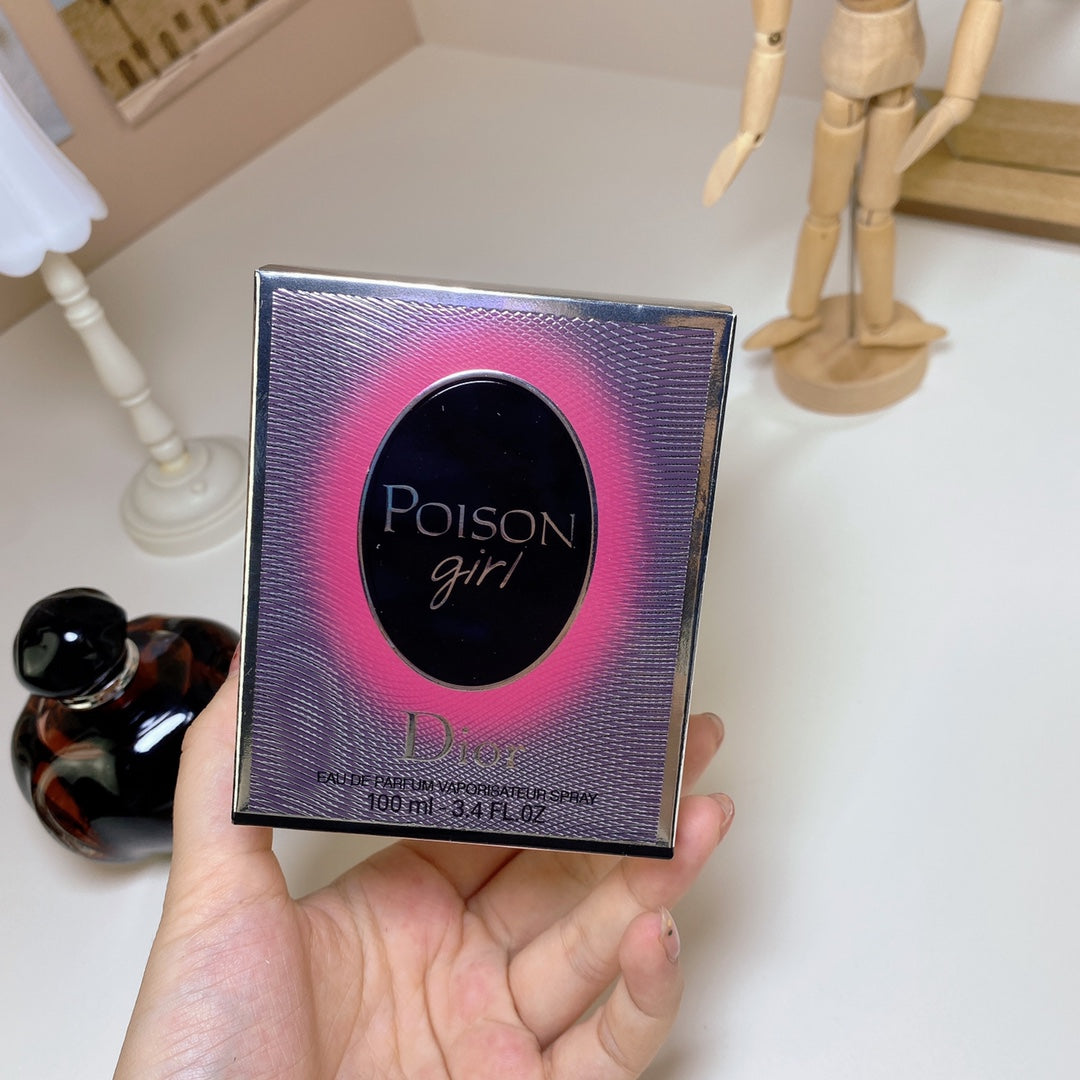 POISON
girl
Dior
EAU DE PARFUM VAPORISATEUR SPRAY
100 ml - 3.4 FL.OZ